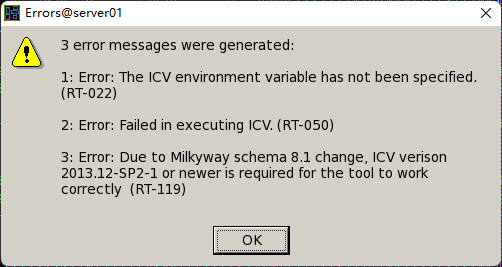 Errors@server01
3 error messages were generated:
1: Error: The ICV environment variable has not been specified.
(RT-022)
2: Error: Failed in executing ICV. (RT-050)
3: Error: Due to Milkyway schema 8.1 change, ICV verison
2013.12-SP2-1 or newer is required for the tool to work
correctly  (RT-119)
OK